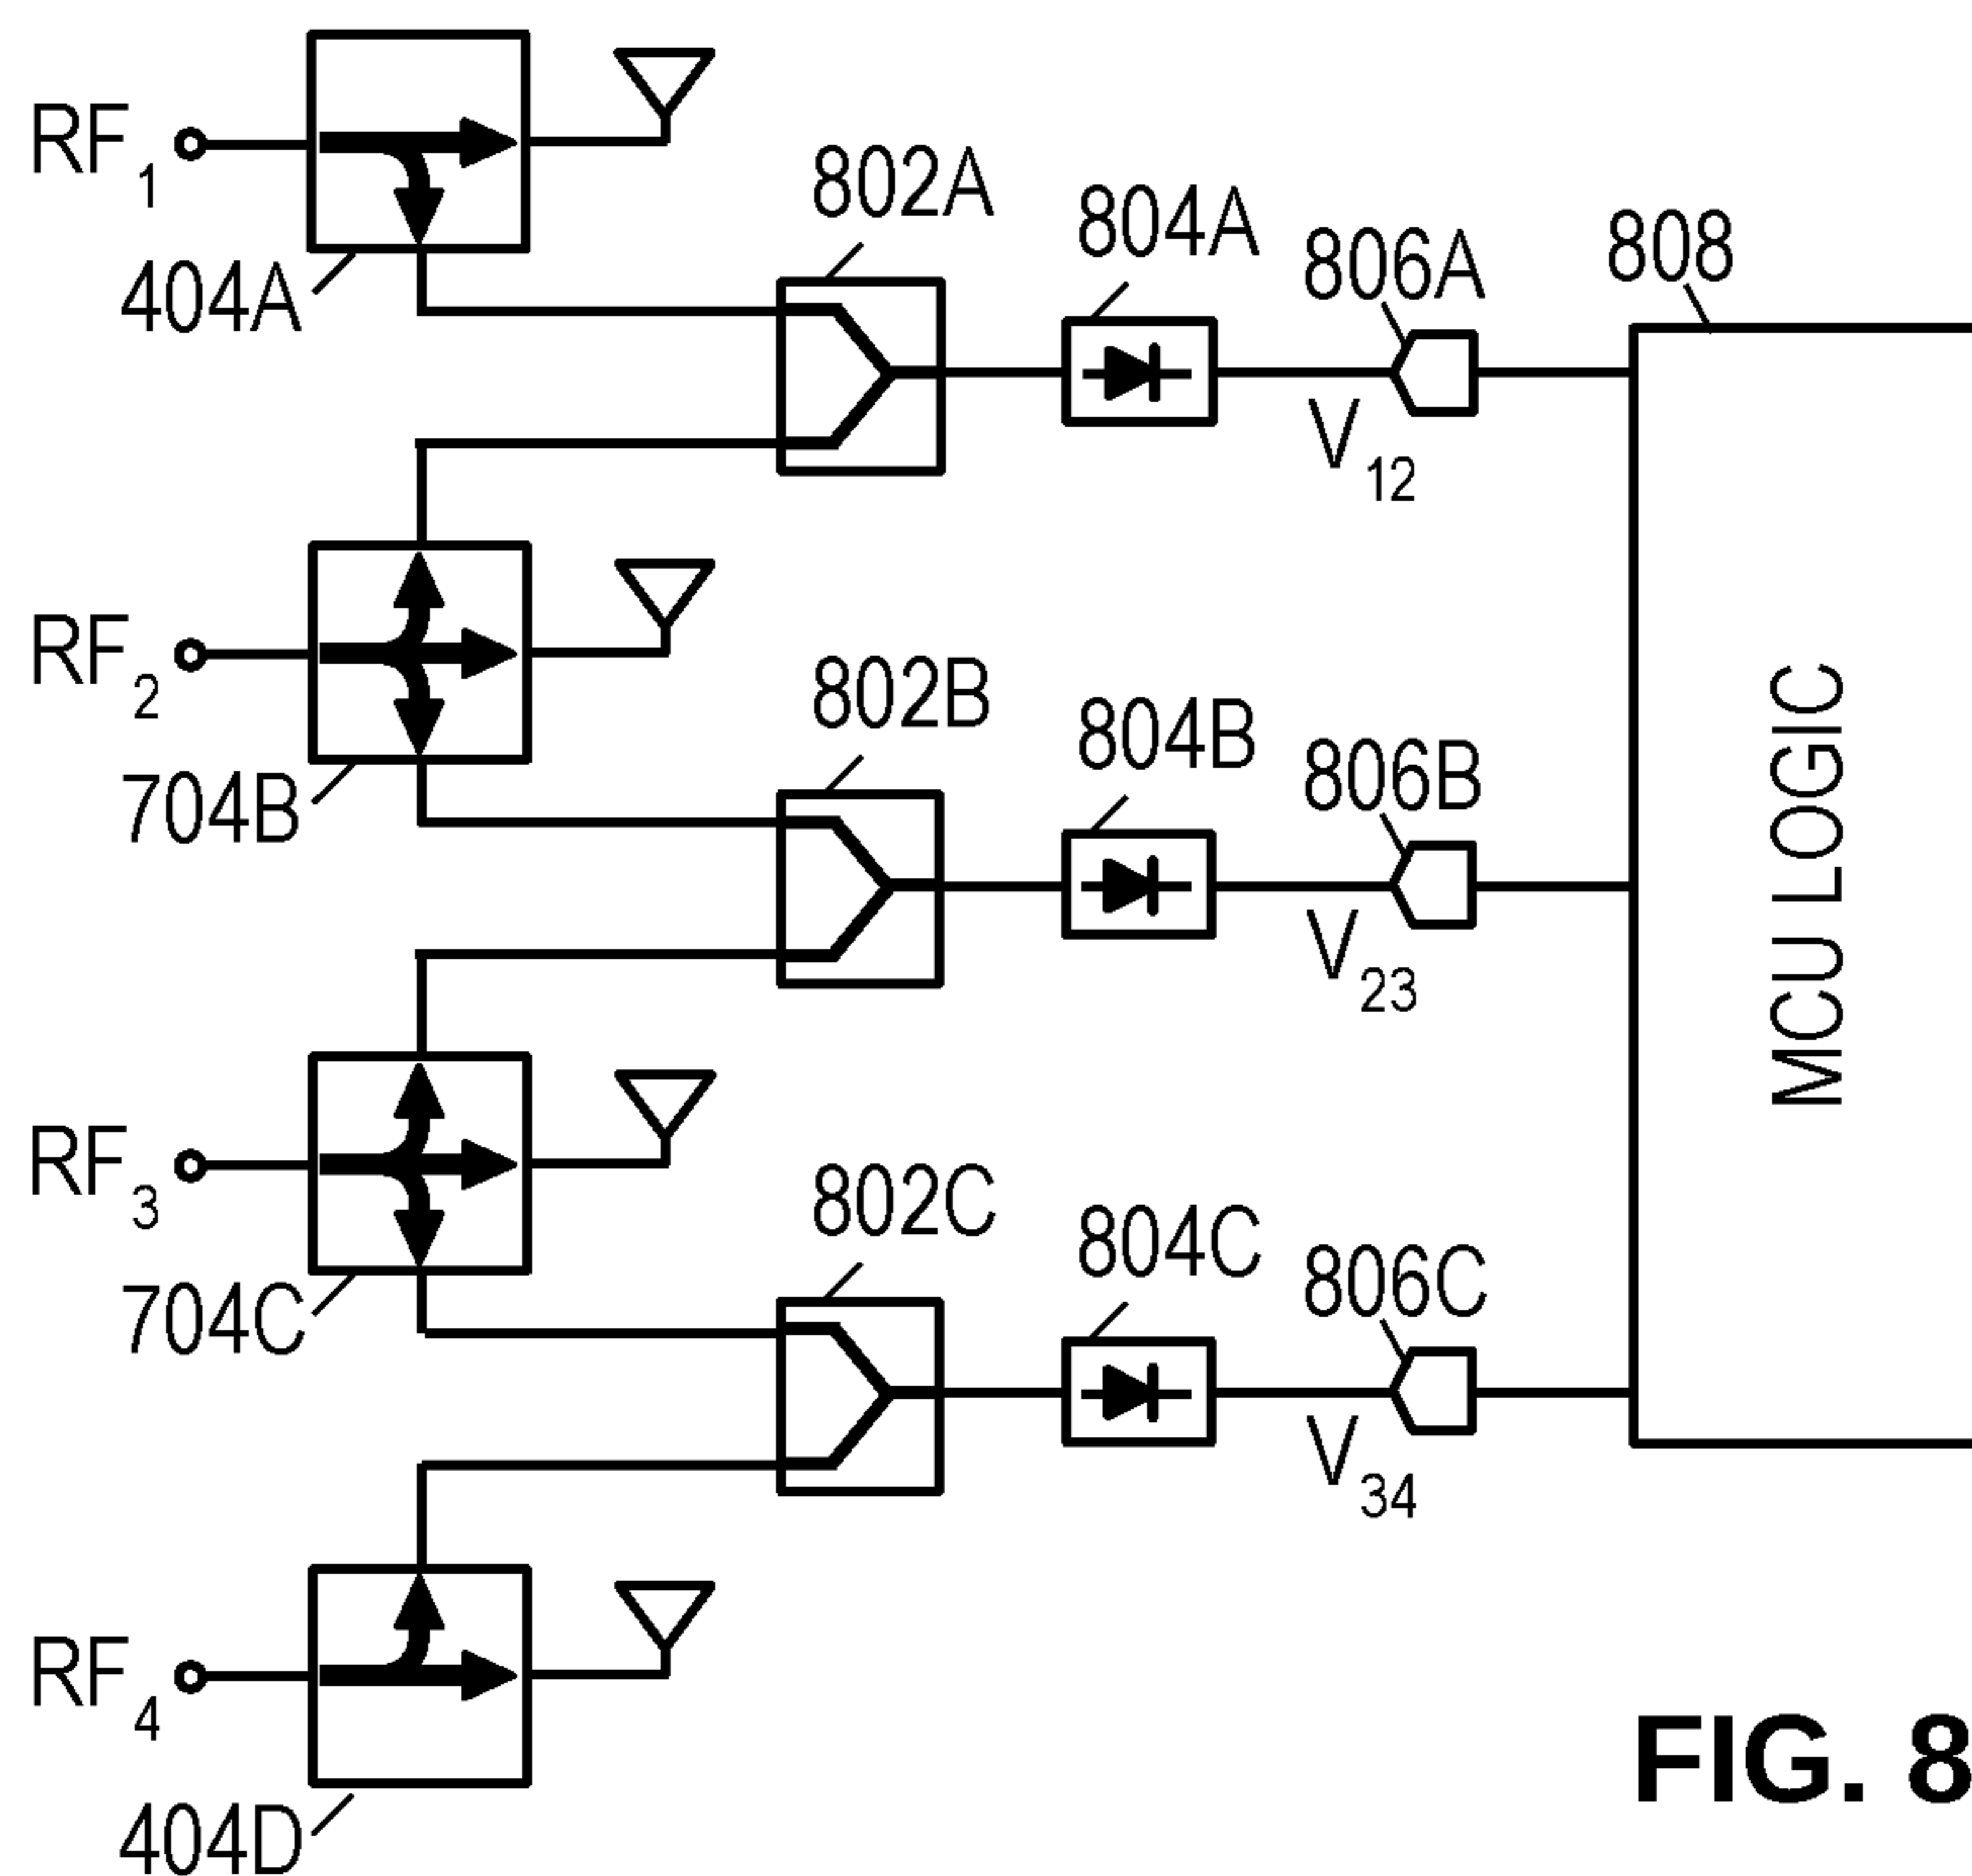 RF1
404A
802A
804A
806A
808
V12
RF2
704B
802B
804B
806B
V23
MCU LOGIC
RF3
704C
802C
804C
806C
V34
RF4
404D
FIG. 8